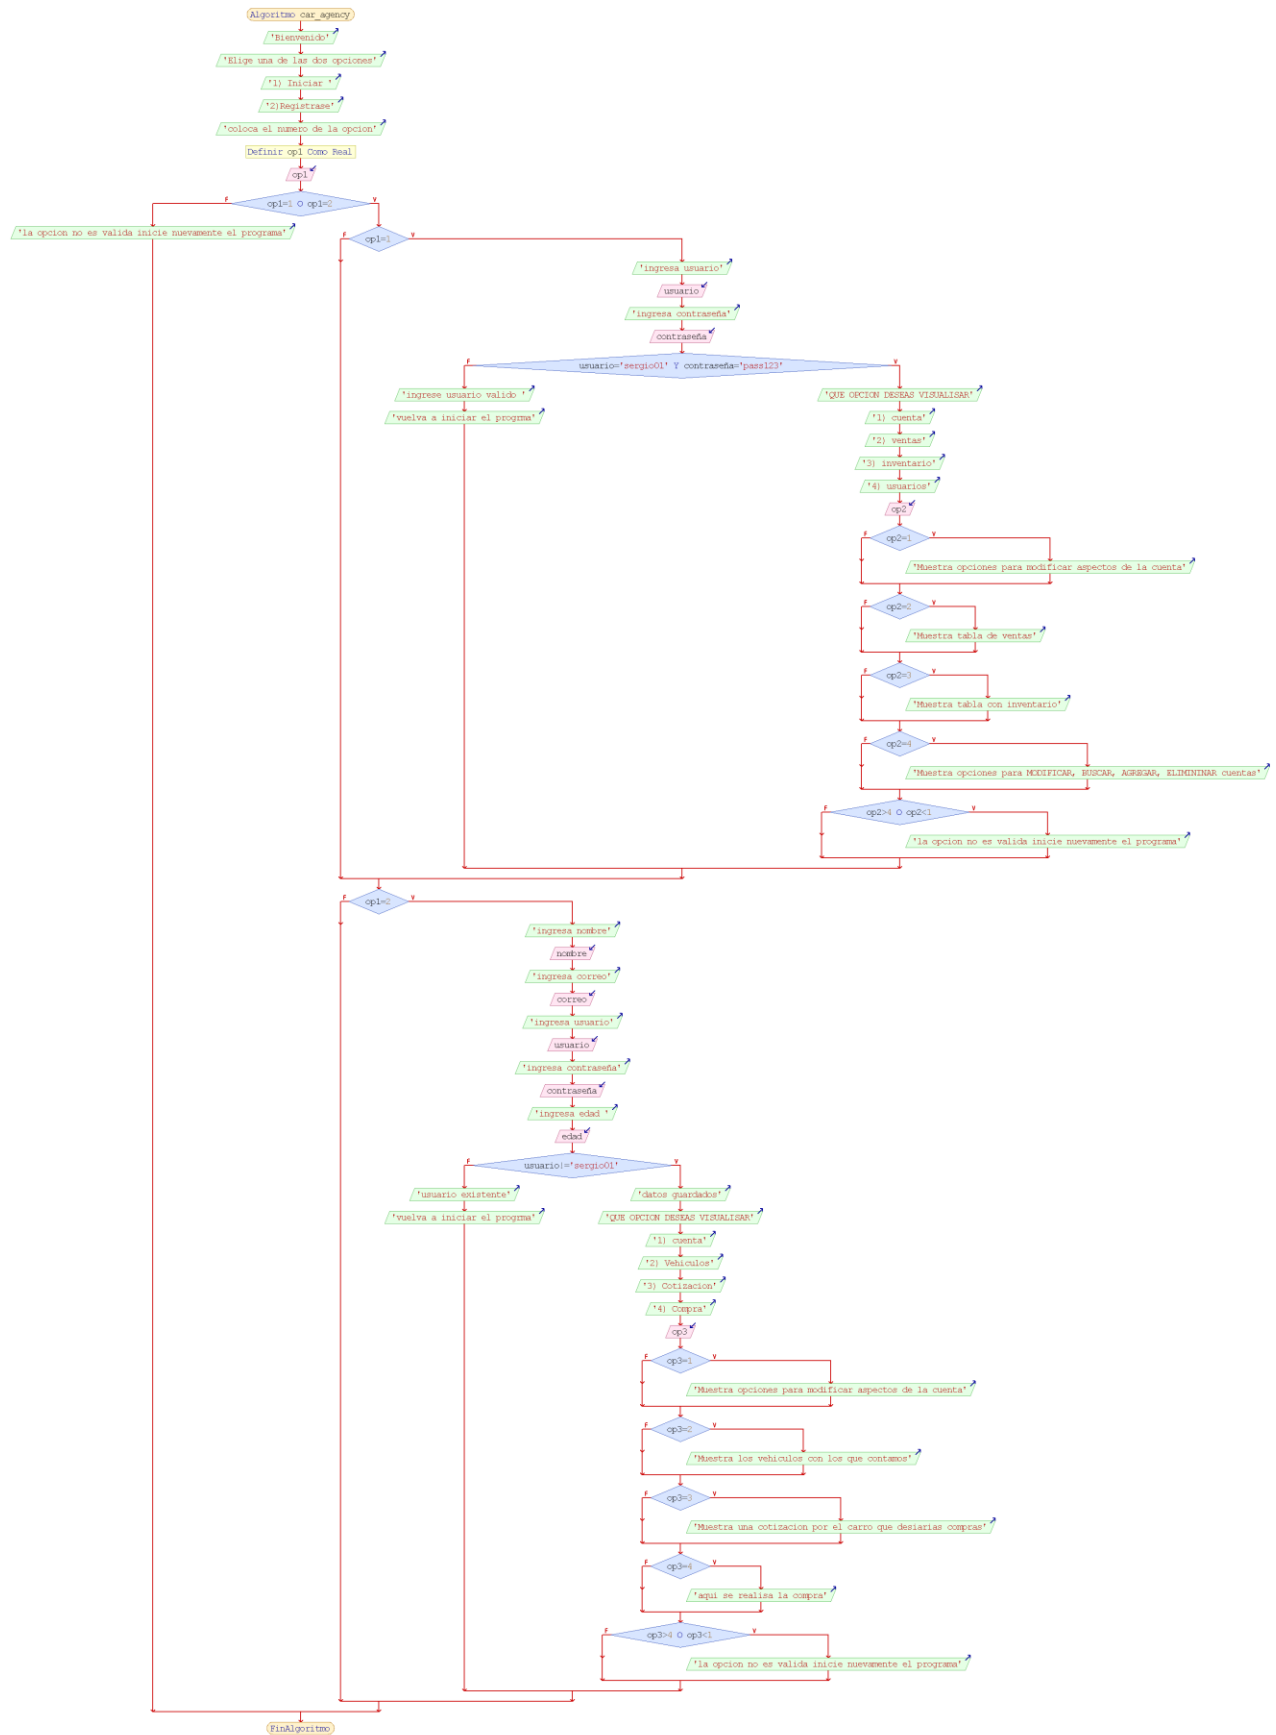 Algoritmo car_agency
'Bienvenido'
'Elige una de las dos opciones'
'1) Iniciar '
'2)Registrase'
'coloca el numero de la opcion'
Definir op1 Como Real
op1
F
op1=1 O op1=2
V
'la opcion no es valida inicie nuevamente el programa'
F
op1=1
V
'ingresa usuario'
usuario
'ingresa contraseña'
contraseña
F
usuario='sergio01' Y contraseña='pass123'
V
'ingrese usuario valido '
'vuelva a iniciar el progrma'
'QUE OPCION DESEAS VISUALISAR'
'1) cuenta'
'2) ventas'
'3) inventario'
'4) usuarios'
op2
F
op2=1
V
'Muestra opciones para modificar aspectos de la cuenta'
F
op2=2
V
'Muestra tabla de ventas'
F
op2=3
V
'Muestra tabla con inventario'
F
op2=4
V
'Muestra opciones para MODIFICAR, BUSCAR, AGREGAR, ELIMININAR cuentas'
F
op2>4 O op2<1
V
'la opcion no es valida inicie nuevamente el programa'
F
op1=2
V
'ingresa nombre'
nombre
'ingresa correo'
correo
'ingresa usuario'
usuario
'ingresa contraseña'
contraseña
'ingresa edad '
edad
F
usuario!='sergio01'
V
'usuario existente'
'vuelva a iniciar el progrma'
'datos guardados'
'QUE OPCION DESEAS VISUALISAR'
'1) cuenta'
'2) Vehiculos'
'3) Cotizacion'
'4) Compra'
op3
F
op3=1
V
'Muestra opciones para modificar aspectos de la cuenta'
F
op3=2
V
'Muestra los vehiculos con los que contamos'
F
op3=3
V
'Muestra una cotizacion por el carro que desiarias compras'
F
op3=4
V
'aqui se realisa la compra'
F
op3>4 O op3<1
V
'la opcion no es valida inicie nuevamente el programa'
FinAlgoritmo